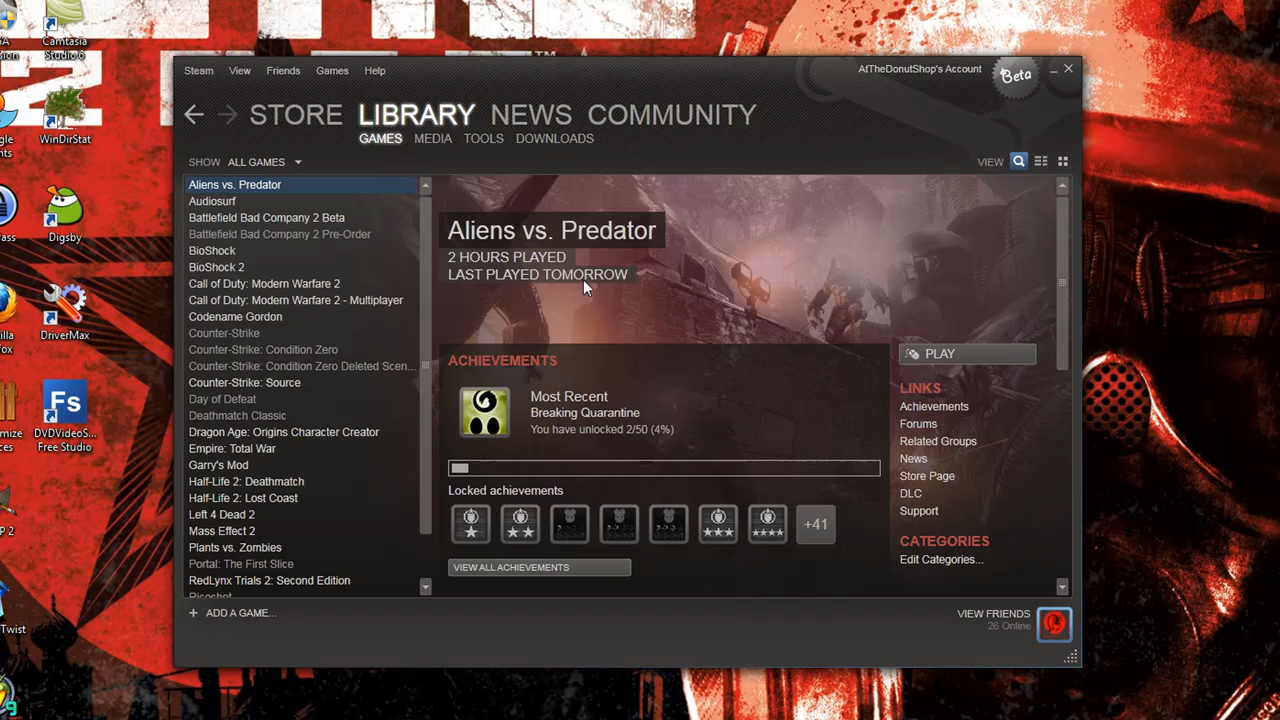 Camtasia
Studio 6
WinDirStat
Digsby
DriverMax
Fs
DVDVideoS...
Free Studio
Steam View Friends Games Help
AtTheDonutShop's Account
Beta
STORE LIBRARY NEWS COMMUNITY
GAMES MEDIA TOOLS DOWNLOADS
SHOW ALL GAMES
VIEW
Aliens vs. Predator
Audiosurf
Battlefield Bad Company 2 Beta
Battlefield Bad Company 2 Pre-Order
BioShock
BioShock 2
Call of Duty: Modern Warfare 2
Call of Duty: Modern Warfare 2 - Multiplayer
Codename Gordon
Counter-Strike
Counter-Strike: Condition Zero
Counter-Strike: Condition Zero Deleted Scen...
Counter-Strike: Source
Day of Defeat
Deathmatch Classic
Dragon Age: Origins Character Creator
Empire: Total War
Garry's Mod
Half-Life 2: Deathmatch
Half-Life 2: Lost Coast
Left 4 Dead 2
Mass Effect 2
Plants vs. Zombies
Portal: The First Slice
RedLynx Trials 2: Second Edition
Ricochet
Aliens vs. Predator
2 HOURS PLAYED
LAST PLAYED TOMORROW
ACHIEVEMENTS
Most Recent
Breaking Quarantine
You have unlocked 2/50 (4%)
Locked achievements
+41
VIEW ALL ACHIEVEMENTS
PLAY
LINKS
Achievements
Forums
Related Groups
News
Store Page
DLC
Support
CATEGORIES
Edit Categories...
+ ADD A GAME...
VIEW FRIENDS
26 Online